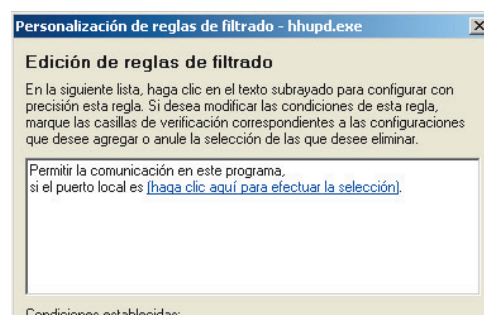 Personalización de reglas de filtrado - hhupd.exe
Edición de reglas de filtrado
En la siguiente lista, haga clic en el texto subrayado para configurar con
precisión esta regla. Si desea modificar las condiciones de esta regla,
marque las casillas de verificación correspondientes a las configuraciones
que desee agregar o anule la selección de las que desee eliminar.
Permitir la comunicación en este programa,
si el puerto local es (haga clic aquí para efectuar la selección).
Condiciones establecidas: